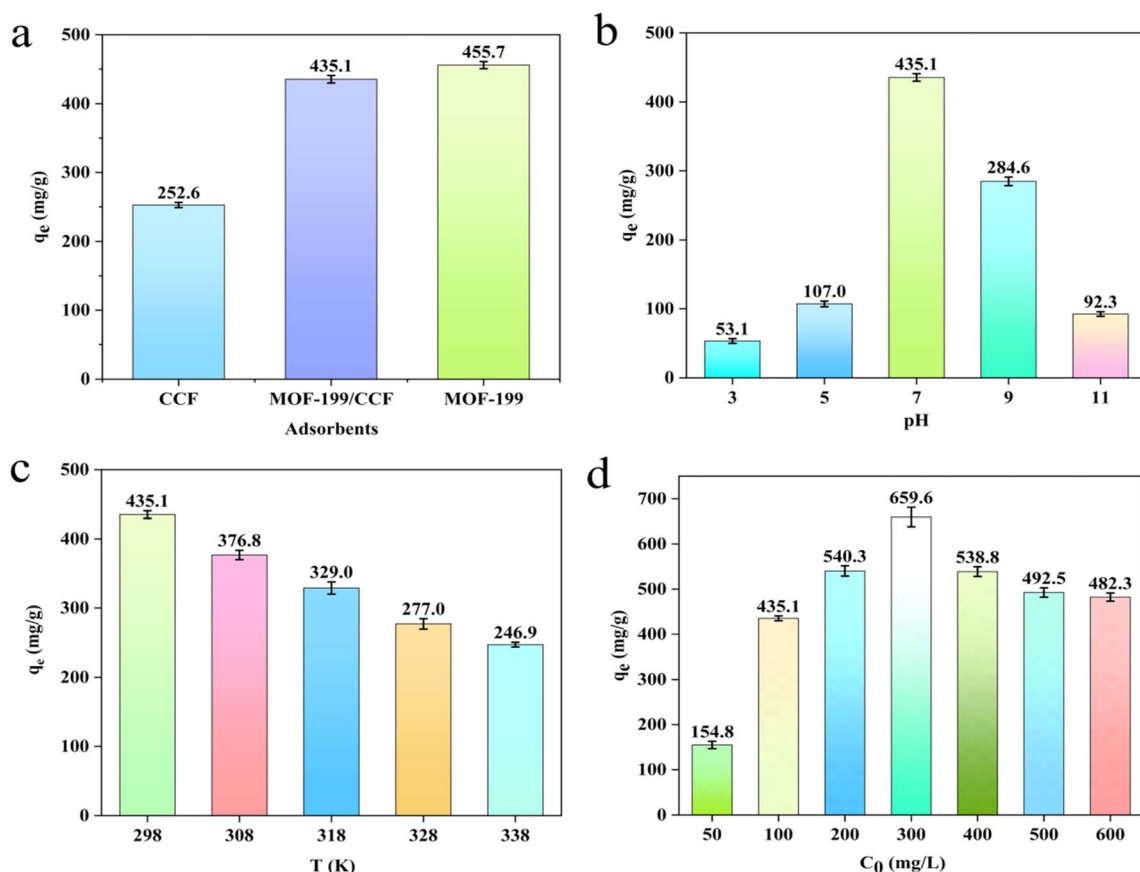 a
500
400
300
200
100
0
qe (mg/g)
252.6
435.1
455.7
CCF
MOF-199/CCF
MOF-199
Adsorbents
b
500
400
300
200
100
0
qe (mg/g)
53.1
107.0
435.1
284.6
92.3
3 5 7 9 11
pH
c
500
400
300
200
100
0
qe (mg/g)
435.1
376.8
329.0
277.0
246.9
298 308 318 328 338
T (K)
d
700
600
500
400
300
200
100
0
qe (mg/g)
154.8
435.1
540.3
659.6
538.8
492.5
482.3
50 100 200 300 400 500 600
C0 (mg/L)